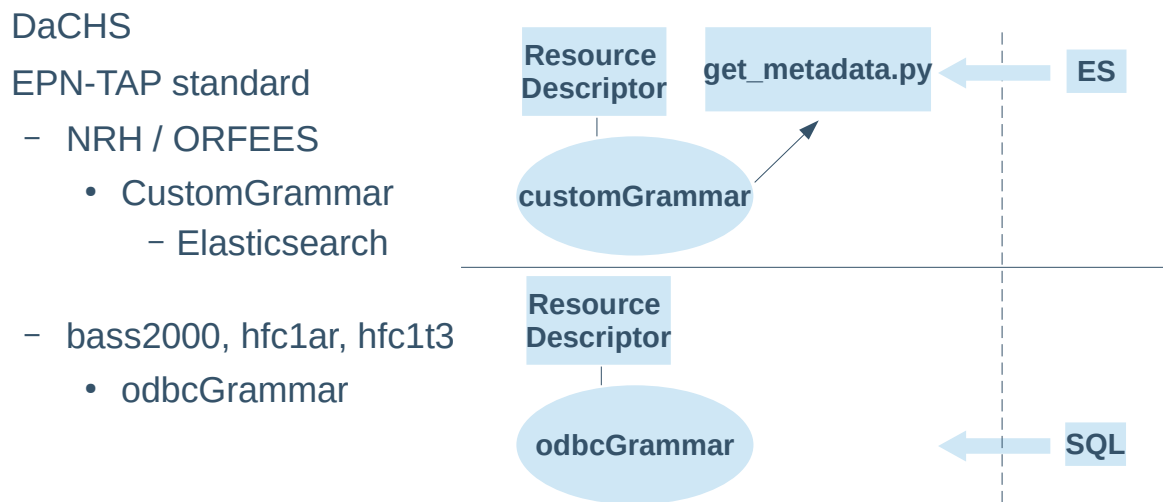 DaCHS
EPN-TAP standard
– NRH / ORFEES
• CustomGrammar
– Elasticsearch
– bass2000, hfc1ar, hfc1t3
• odbcGrammar
Resource
Descriptor
get_metadata.py
ES
customGrammar
Resource
Descriptor
odbcGrammar
SQL